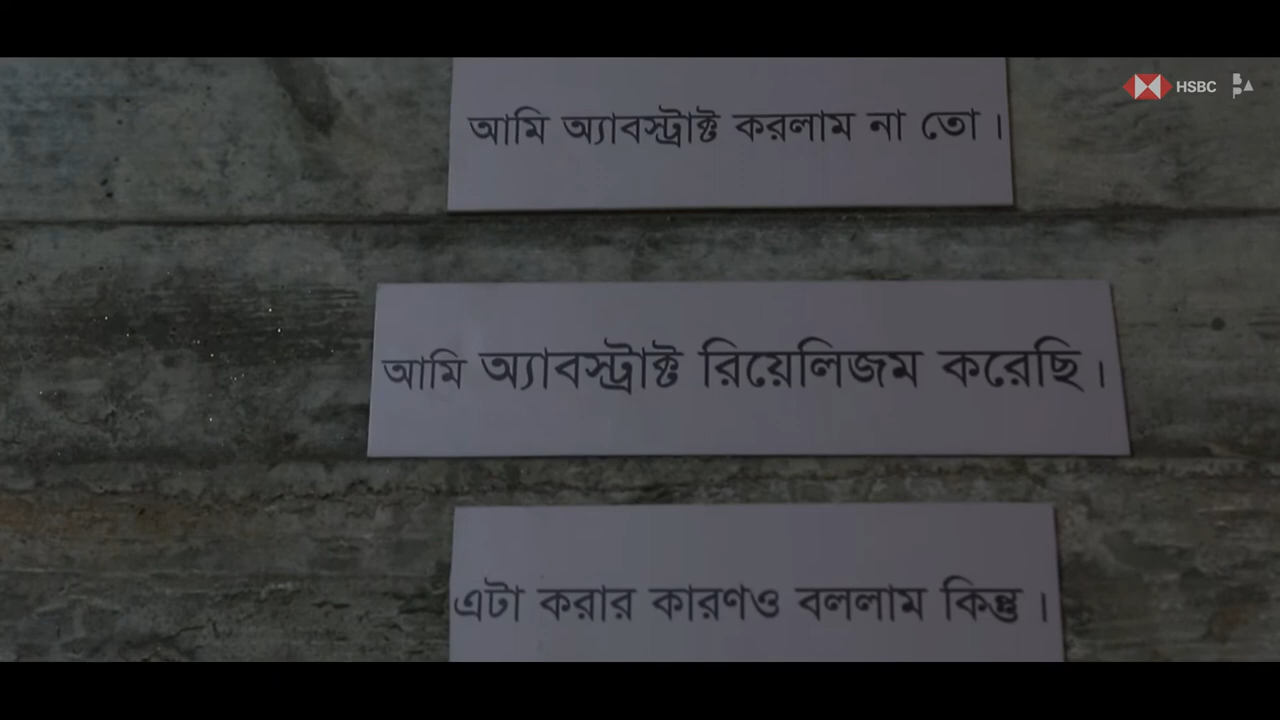 আমি অ্যাবস্ট্রাক্ট করলাম না তো।
HSBC
আমি অ্যাবস্ট্রাক্ট রিয়েলিজম করেছি।
এটা করার কারণও বললাম কিন্তু।